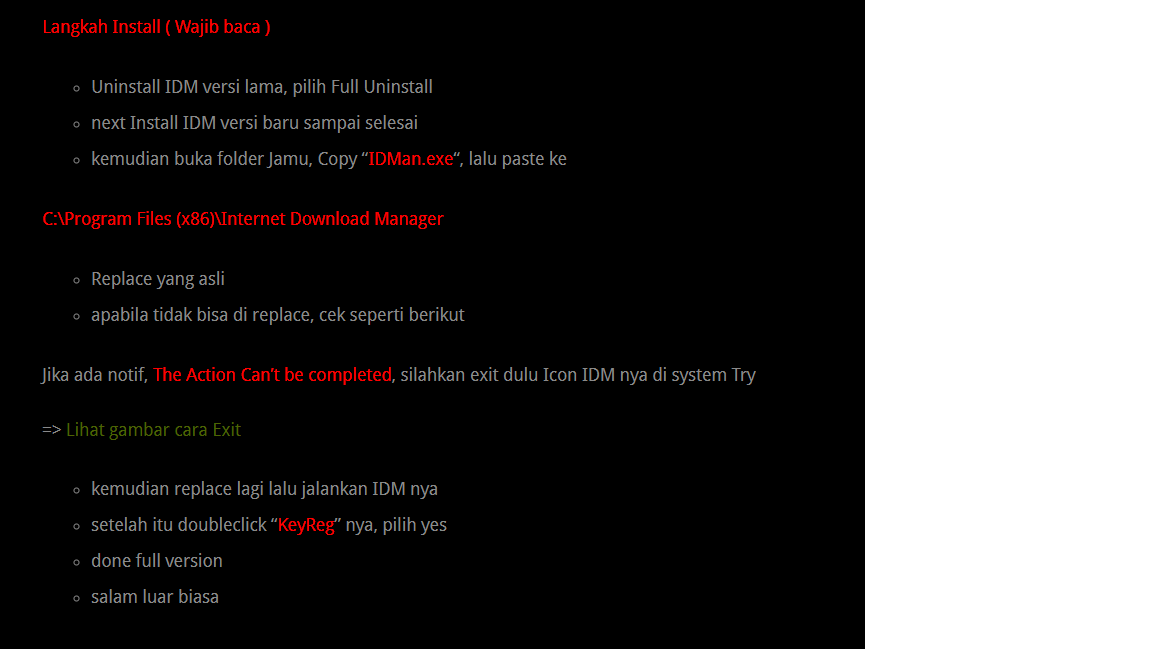 Langkah Install ( Wajib baca )
Uninstall IDM versi lama, pilih Full Uninstall
next Install IDM versi baru sampai selesai
kemudian buka folder Jamu, Copy “IDMan.exe“, lalu paste ke
C:\Program Files (x86)\Internet Download Manager
Replace yang asli
apabila tidak bisa di replace, cek seperti berikut
Jika ada notif, The Action Can’t be completed, silahkan exit dulu Icon IDM nya di system Try
=> Lihat gambar cara Exit
kemudian replace lagi lalu jalankan IDM nya
setelah itu doubleclick “KeyReg” nya, pilih yes
done full version
salam luar biasa